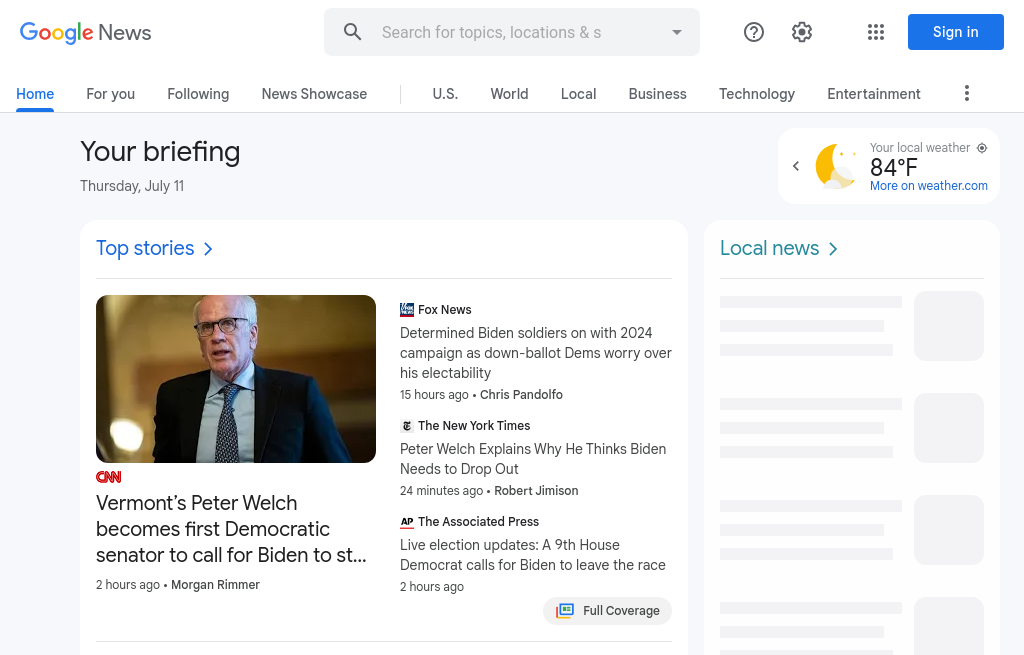 Google News
Search for topics, locations & s
Sign in
Home
For you
Following
News Showcase
U.S.
World
Local
Business
Technology
Entertainment
Your briefing
Thursday, July 11
Your local weather
84°F
More on weather.com
Top stories
CNN
Vermont’s Peter Welch
becomes first Democratic
senator to call for Biden to st...
2 hours ago • Morgan Rimmer
Fox News
Determined Biden soldiers on with 2024
campaign as down-ballot Dems worry over
his electability
15 hours ago • Chris Pandolfo
The New York Times
Peter Welch Explains Why He Thinks Biden
Needs to Drop Out
24 minutes ago • Robert Jimison
AP The Associated Press
Live election updates: A 9th House
Democrat calls for Biden to leave the race
2 hours ago
Full Coverage
Local news